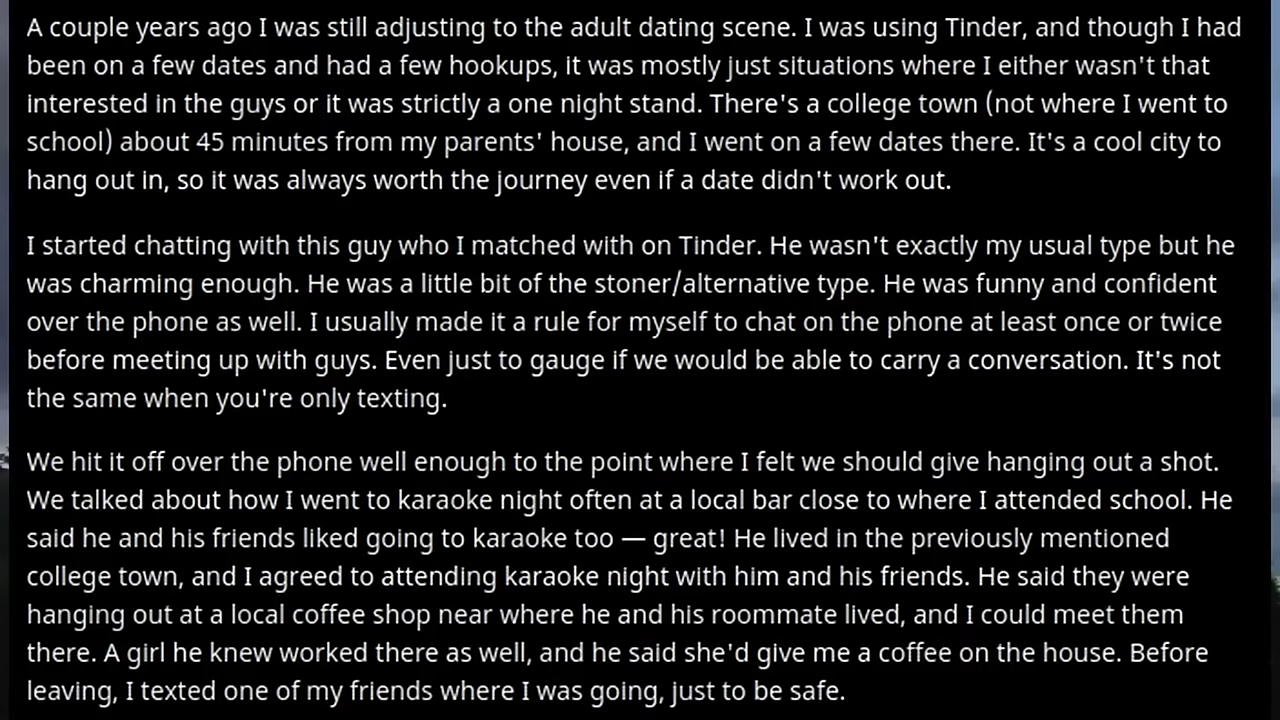 A couple years ago I was still adjusting to the adult dating scene. I was using Tinder, and though I had
been on a few dates and had a few hookups, it was mostly just situations where I either wasn't that
interested in the guys or it was strictly a one night stand. There's a college town (not where I went to
school) about 45 minutes from my parents' house, and I went on a few dates there. It's a cool city to
hang out in, so it was always worth the journey even if a date didn't work out.
I started chatting with this guy who I matched with on Tinder. He wasn't exactly my usual type but he
was charming enough. He was a little bit of the stoner/alternative type. He was funny and confident
over the phone as well. I usually made it a rule for myself to chat on the phone at least once or twice
before meeting up with guys. Even just to gauge if we would be able to carry a conversation. It's not
the same when you're only texting.
We hit it off over the phone well enough to the point where I felt we should give hanging out a shot.
We talked about how I went to karaoke night often at a local bar close to where I attended school. He
said he and his friends liked going to karaoke too — great! He lived in the previously mentioned
college town, and I agreed to attending karaoke night with him and his friends. He said they were
hanging out at a local coffee shop near where he and his roommate lived, and I could meet them
there. A girl he knew worked there as well, and he said she'd give me a coffee on the house. Before
leaving, I texted one of my friends where I was going, just to be safe.